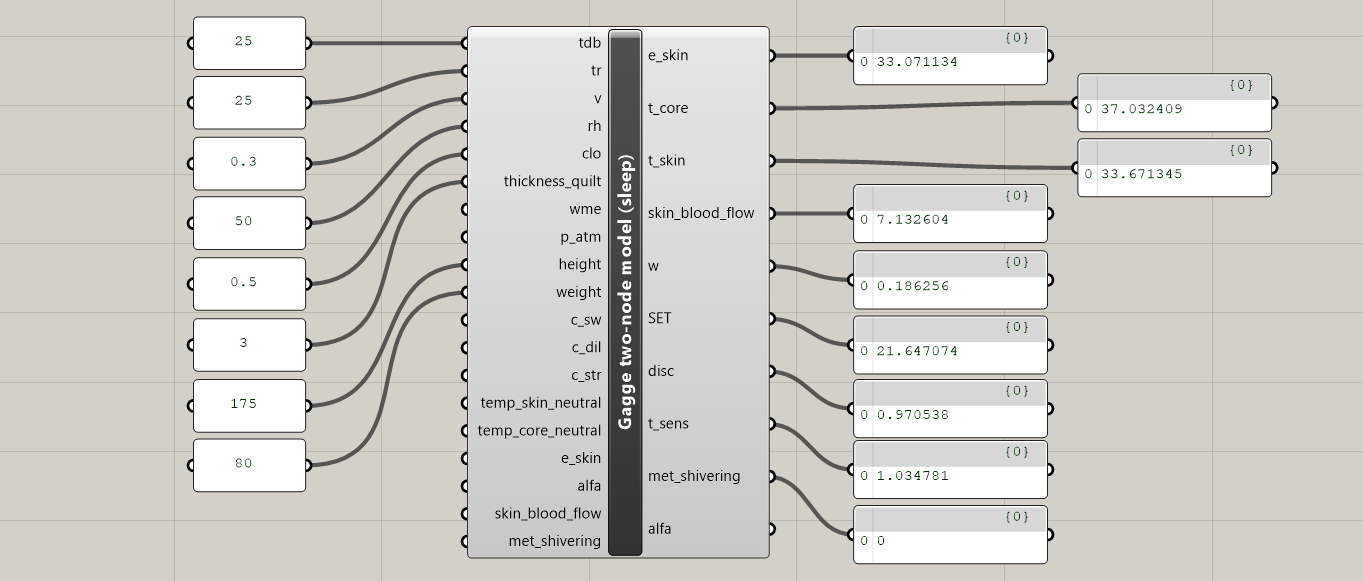 25
25
0.3
50
0.5
3
175
80
tdb
tr
v
rh
clo
thickness_quilt
wme
p_atm
height
weight
c_sw
c_dil
c_str
temp_skin_neutral
temp_core_neutral
e_skin
alfa
skin_blood_flow
met_shivering
Gagge two-node model (sleep)
e_skin
t_core
t_skin
skin_blood_flow
w
SET
disc
t_sens
met_shivering
alfa
{0}
0 33.071134
{0}
0 37.032409
{0}
0 33.671345
{0}
0 7.132604
{0}
0 0.186256
{0}
0 21.647074
{0}
0 0.970538
{0}
0 1.034781
{0}
0 0